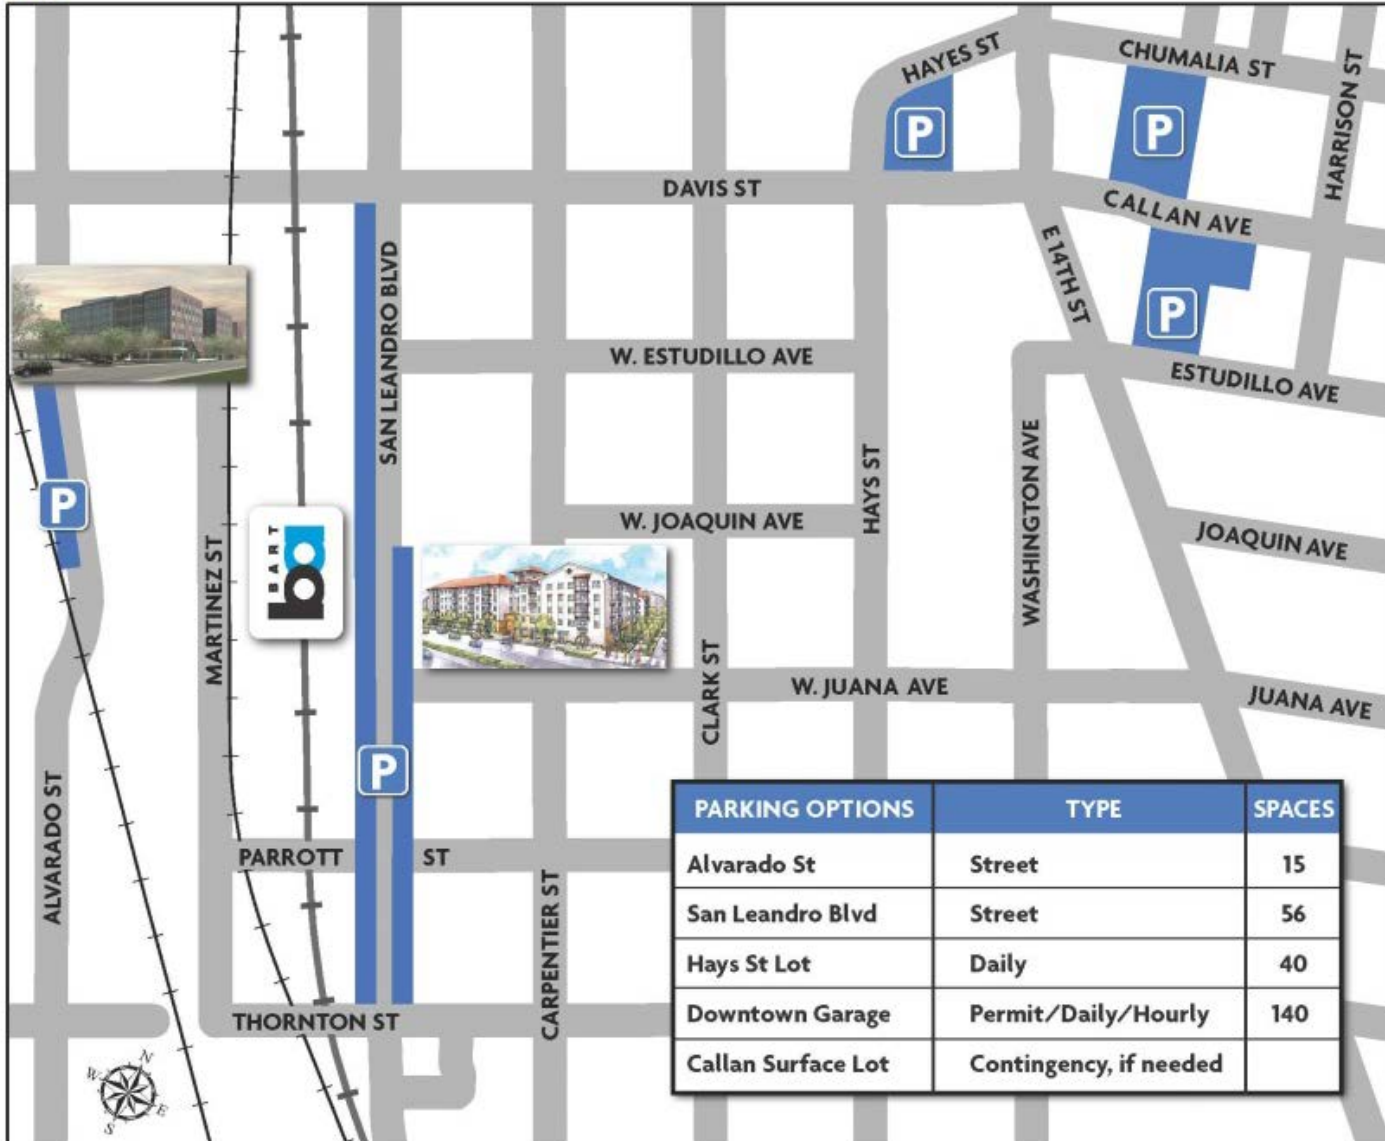 HAYES ST
CHUMALIA ST
HARRISON ST
P
P
DAVIS ST
CALLAN AVE
E 14TH ST
SAN LEANDRO BLVD
P
W. ESTUDILLO AVE
ESTUDILLO AVE
P
HAYS ST
WASHINGTON AVE
W. JOAQUIN AVE
JOAQUIN AVE
MARTINEZ ST
BART
ba
CLARK ST
W. JUANA AVE
JUANA AVE
P
ALVARADO ST
PARROTT ST
CARPENTIER ST
THORNTON ST
N
W
E
S
PARKING OPTIONS TYPE SPACES
Alvarado St Street 15
San Leandro Blvd Street 56
Hays St Lot Daily 40
Downtown Garage Permit/Daily/Hourly 140
Callan Surface Lot Contingency, if needed